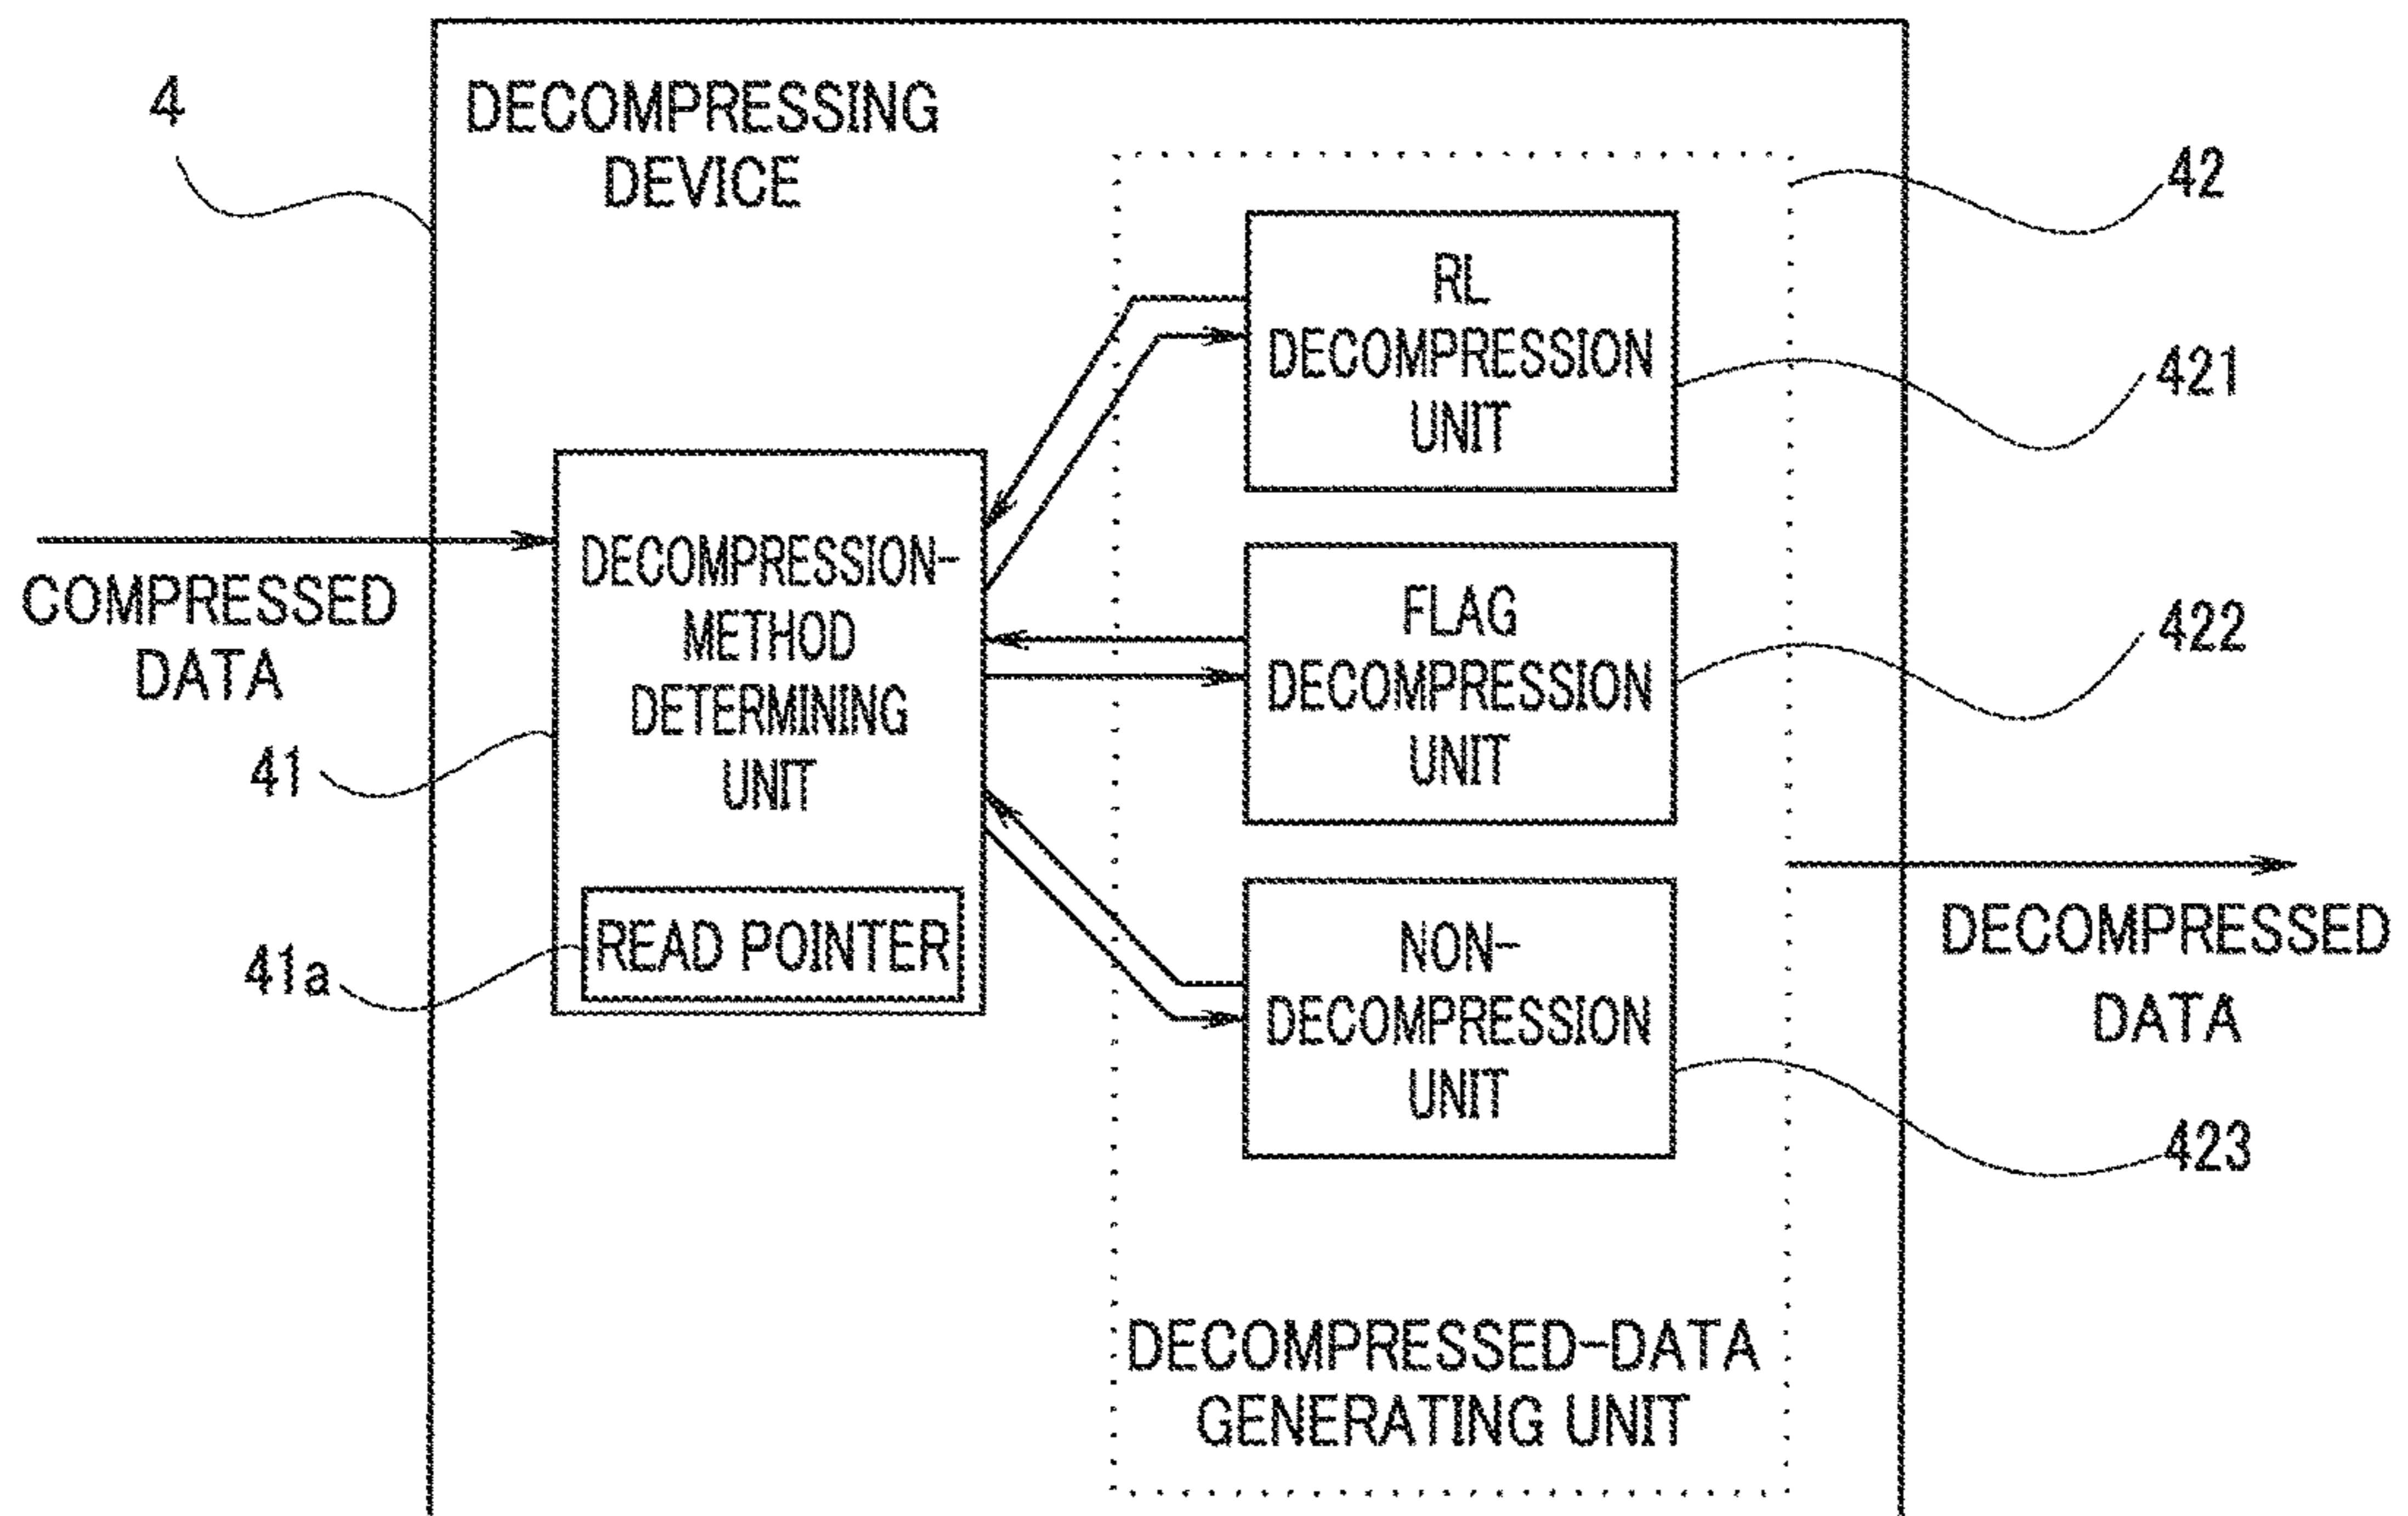 4
DECOMPRESSING
DEVICE
42
RL
DECOMPRESSION
UNIT
421
COMPRESSED
DATA
DECOMPRESSION-
METHOD
DETERMINING
UNIT
41
READ POINTER
41a
FLAG
DECOMPRESSION
UNIT
422
NON-
DECOMPRESSION
UNIT
423
DECOMPRESSED
DATA
DECOMPRESSED-DATA
GENERATING UNIT